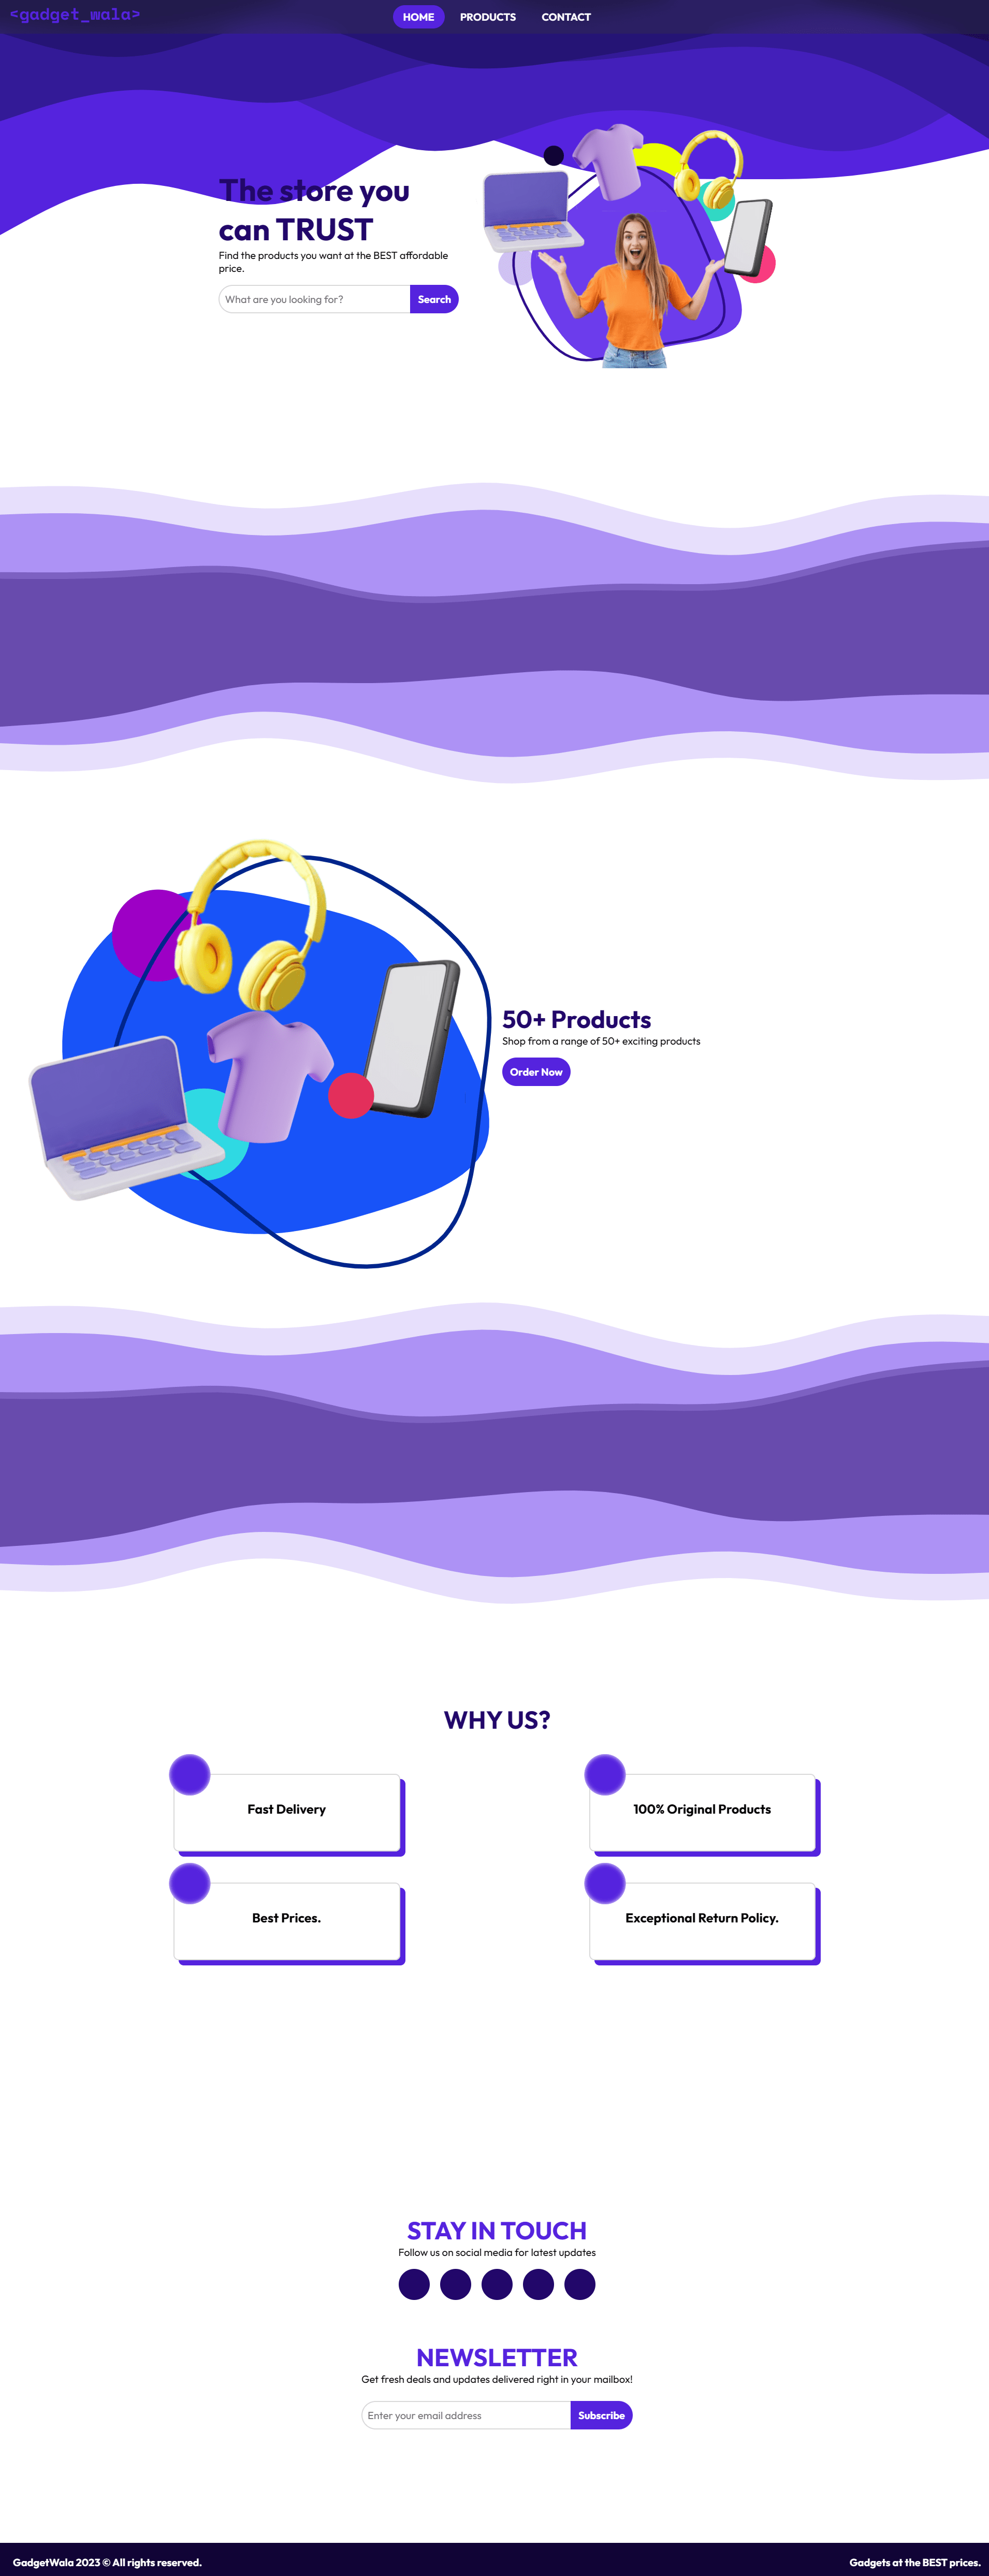 <gadget_wala>
HOME
PRODUCTS
CONTACT
The store you
can TRUST
Find the products you want at the BEST affordable
price.
What are you looking for?
Search
50+ Products
Shop from a range of 50+ exciting products
Order Now
WHY US?
Fast Delivery
100% Original Products
Best Prices.
Exceptional Return Policy.
STAY IN TOUCH
Follow us on social media for latest updates
NEWSLETTER
Get fresh deals and updates delivered right in your mailbox!
Enter your email address
Subscribe
GadgetWala 2023 © All rights reserved.
Gadgets at the BEST prices.